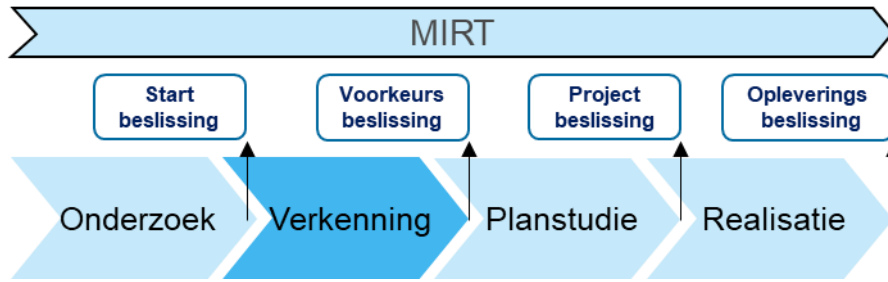 MIRT
Start
beslissing
Voorkeurs
beslissing
Project
beslissing
Opleverings
beslissing
Onderzoek
Verkenning
Planstudie
Realisatie